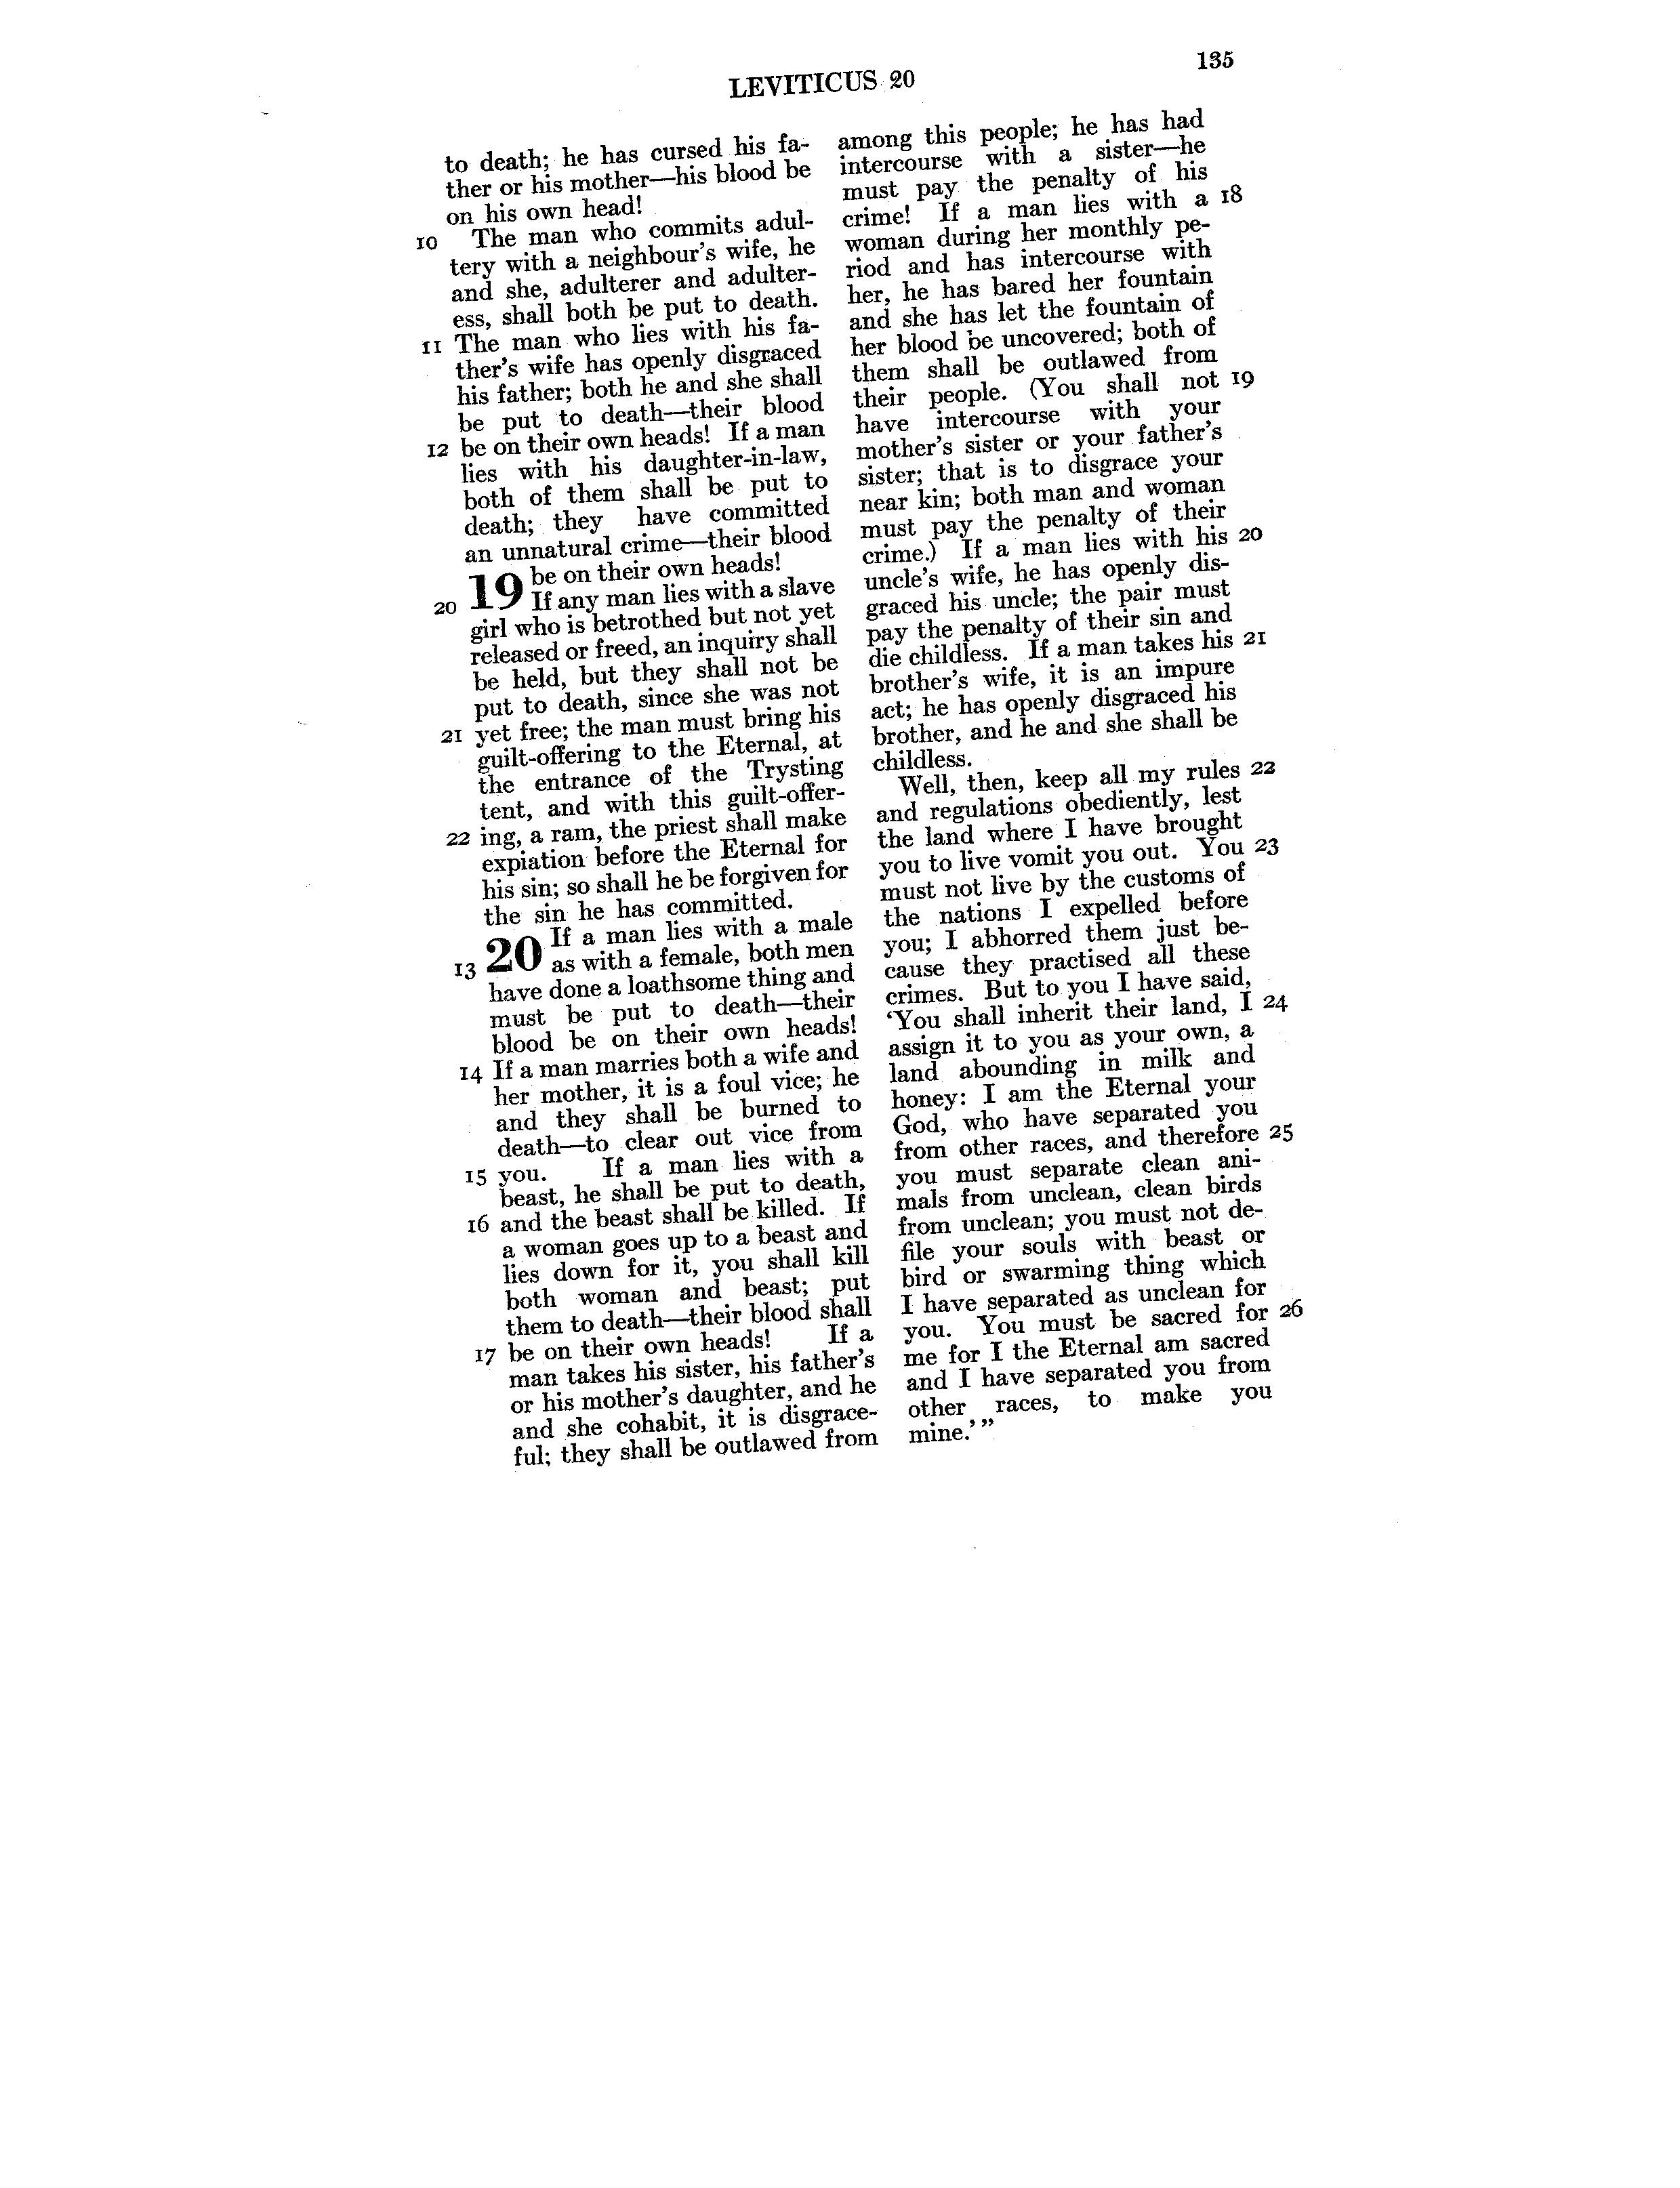 LEVITICUS 20
135
to death; he has cursed his fa-
ther or his mother—his blood be
on his own head!
10 The man who commits adul-
tery with a neighbour's wife, he
and she, adulterer and adulter-
ess, shall both be put to death.
11 The man who lies with his fa-
ther's wife has openly disgraced
his father; both he and she shall
be put to death—their blood
12 be on their own heads! If a man
lies with his daughter-in-law,
both of them shall be put to
death; they have committed
an unnatural crime—their blood
19 be on their own heads!
20 If any man lies with a slave
girl who is betrothed but not yet
released or freed, an inquiry shall
be held, but they shall not be
put to death, since she was not
21 yet free; the man must bring his
guilt-offering to the Eternal, at
the entrance of the Trysting
tent, and with this guilt-offer-
22 ing, a ram, the priest shall make
expiation before the Eternal for
his sin; so shall he be forgiven for
the sin he has committed.
20 If a man lies with a male
13 as with a female, both men
have done a loathsome thing and
must be put to death—their
blood be on their own heads!
14 If a man marries both a wife and
her mother, it is a foul vice; he
and they shall be burned to
death—to clear out vice from
15 you. If a man lies with a
beast, he shall be put to death,
16 and the beast shall be killed. If
a woman goes up to a beast and
lies down for it, you shall kill
both woman and beast; put
them to death—their blood shall
17 be on their own heads! If a
man takes his sister, his father's
or his mother's daughter, and he
and she cohabit, it is disgrace-
ful; they shall be outlawed from
among this people; he has had
intercourse with a sister—he
must pay the penalty of his
crime! If a man lies with a 18
woman during her monthly pe-
riod and has intercourse with
her, he has bared her fountain
and she has let the fountain of
her blood be uncovered; both of
them shall be outlawed from
their people. (You shall not 19
have intercourse with your
mother's sister or your father's
sister; that is to disgrace your
near kin; both man and woman
must pay the penalty of their
crime.) If a man lies with his 20
uncle's wife, he has openly dis-
graced his uncle; the pair must
pay the penalty of their sin and
die childless. If a man takes his 21
brother's wife, it is an impure
act; he has openly disgraced his
brother, and he and she shall be
childless.
Well, then, keep all my rules 22
and regulations obediently, lest
the land where I have brought
you to live vomit you out. You 23
must not live by the customs of
the nations I expelled before
you; I abhorred them just be-
cause they practised all these
crimes. But to you I have said,
‘You shall inherit their land, I 24
assign it to you as your own, a
land abounding in milk and
honey: I am the Eternal your
God, who have separated you
from other races, and therefore 25
you must separate clean ani-
mals from unclean, clean birds
from unclean; you must not de-
file your souls with beast or
bird or swarming thing which
I have separated as unclean for
you. You must be sacred for 26
me for I the Eternal am sacred
and I have separated you from
other races, to make you
mine.’”